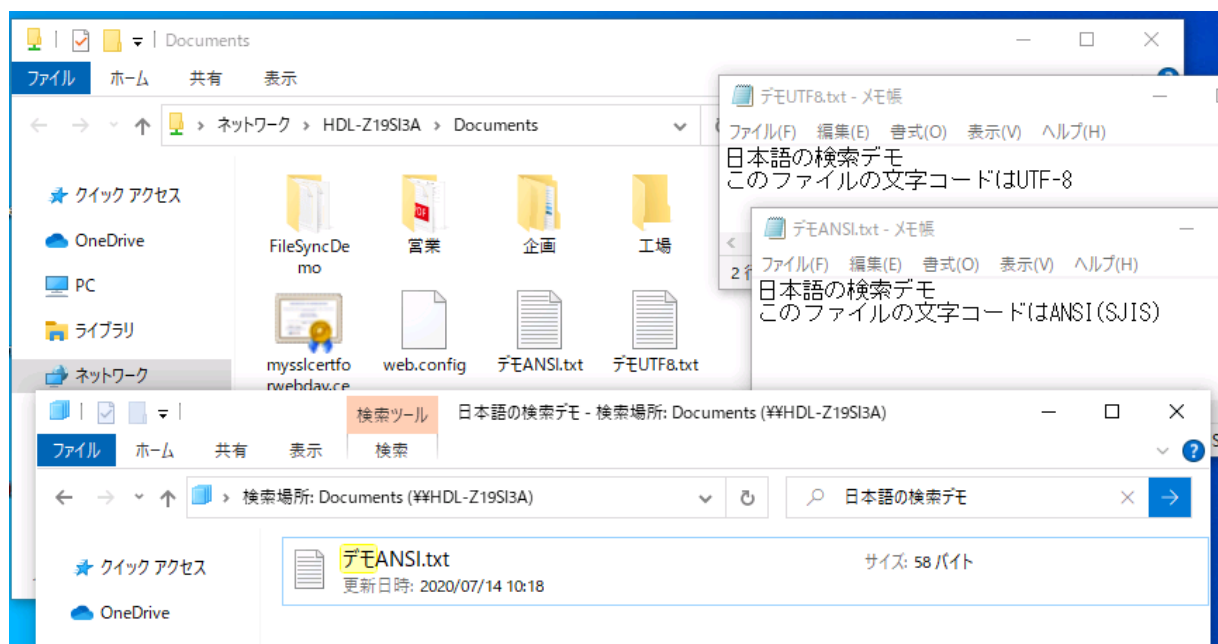 Documents
ファイル ホーム 共有 表示
ネットワーク › HDL-Z19SI3A › Documents
クイック アクセス
OneDrive
PC
ライブラリ
ネットワーク
FileSyncDe
mo
営業
企画
工場
mysslcertfo
rwebdav.ce
web.config
デモANSI.txt
デモUTF8.txt
デモUTF8.txt - メモ帳
ファイル(F) 編集(E) 書式(O) 表示(V) ヘルプ(H)
日本語の検索デモ
このファイルの文字コードはUTF-8
2 行
デモANSI.txt - メモ帳
ファイル(F) 編集(E) 書式(O) 表示(V) ヘルプ(H)
日本語の検索デモ
このファイルの文字コードはANSI(SJIS)
検索ツール 日本語の検索デモ - 検索場所: Documents (¥¥HDL-Z19SI3A)
ファイル ホーム 共有 表示 検索
› 検索場所: Documents (¥¥HDL-Z19SI3A)
日本語の検索デモ
クイック アクセス
OneDrive
デモANSI.txt
更新日時: 2020/07/14 10:18
サイズ: 58 バイト